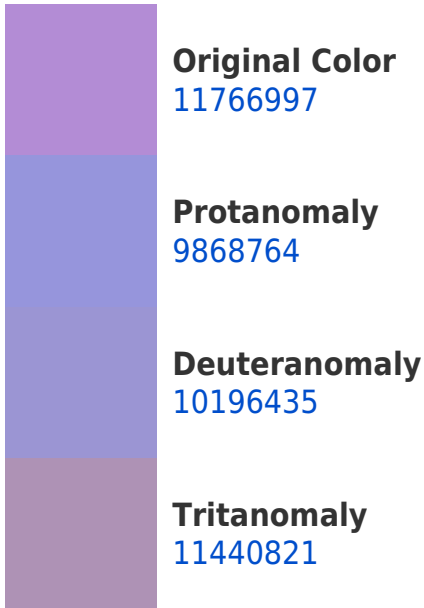 Original Color
11766997
Protanomaly
9868764
Deuteranomaly
10196435
Tritanomaly
11440821